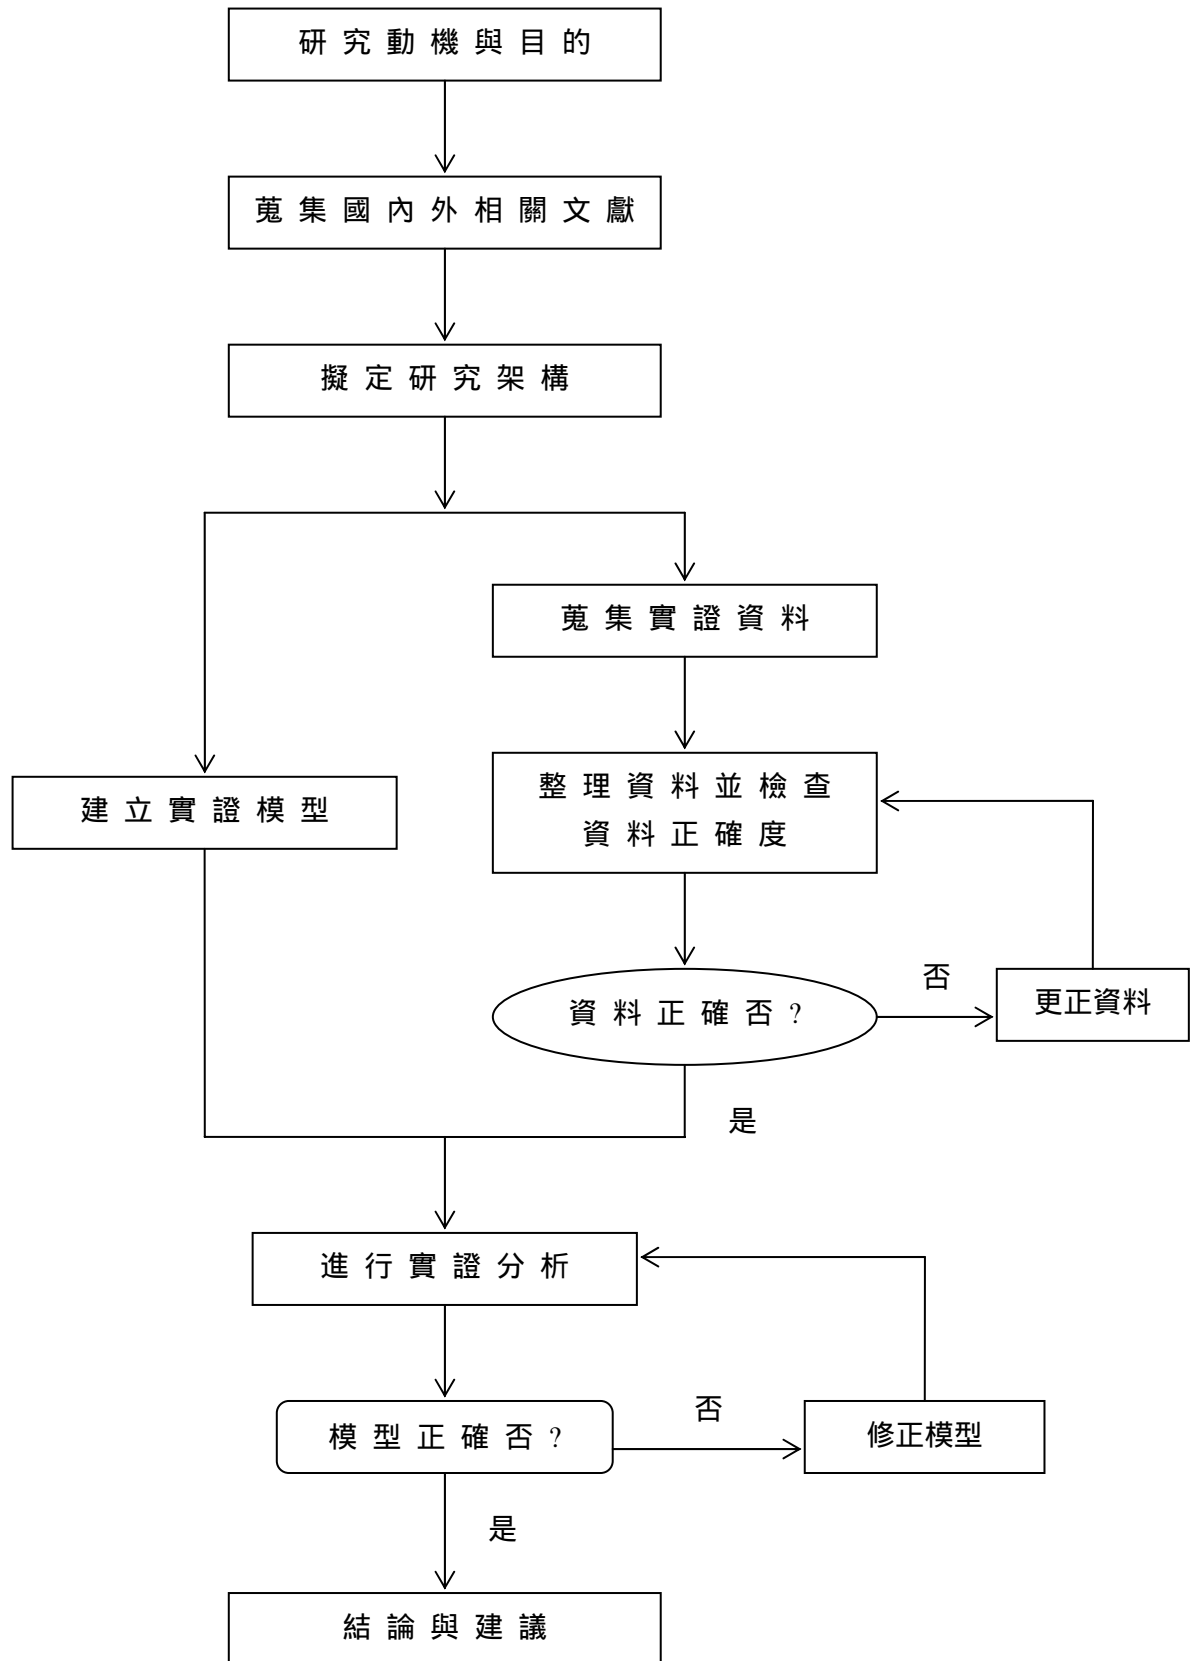 研究動機與目的
蒐集國內外相關文獻
擬定研究架構
蒐集實證資料
建立實證模型
整理資料並檢查
資料正確度
資料正確否?
否
更正資料
是
進行實證分析
模型正確否?
否
修正模型
是
結論與建議